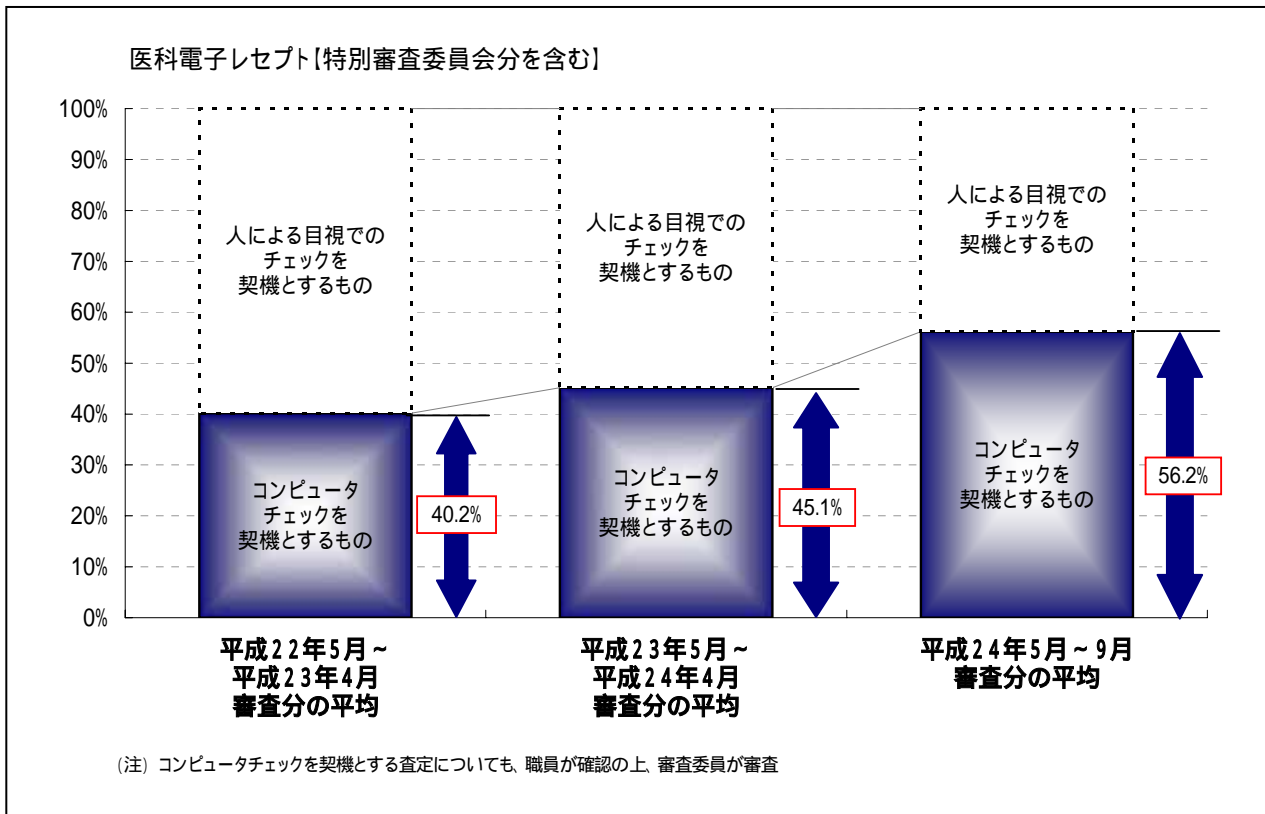 医科電子レセプト【特別審査委員会分を含む】
100%
90%
80%
70%
60%
50%
40%
30%
20%
10%
0%
人による目視での
チェックを
契機とするもの
コンピュータ
チェックを
契機とするもの
40.2%
人による目視での
チェックを
契機とするもの
コンピュータ
チェックを
契機とするもの
45.1%
人による目視での
チェックを
契機とするもの
コンピュータ
チェックを
契機とするもの
56.2%
平成22年5月~
平成23年4月
審査分の平均
平成23年5月~
平成24年4月
審査分の平均
平成24年5月~9月
審査分の平均
(注) コンピュータチェックを契機とする査定についても、職員が確認の上、審査委員が審査